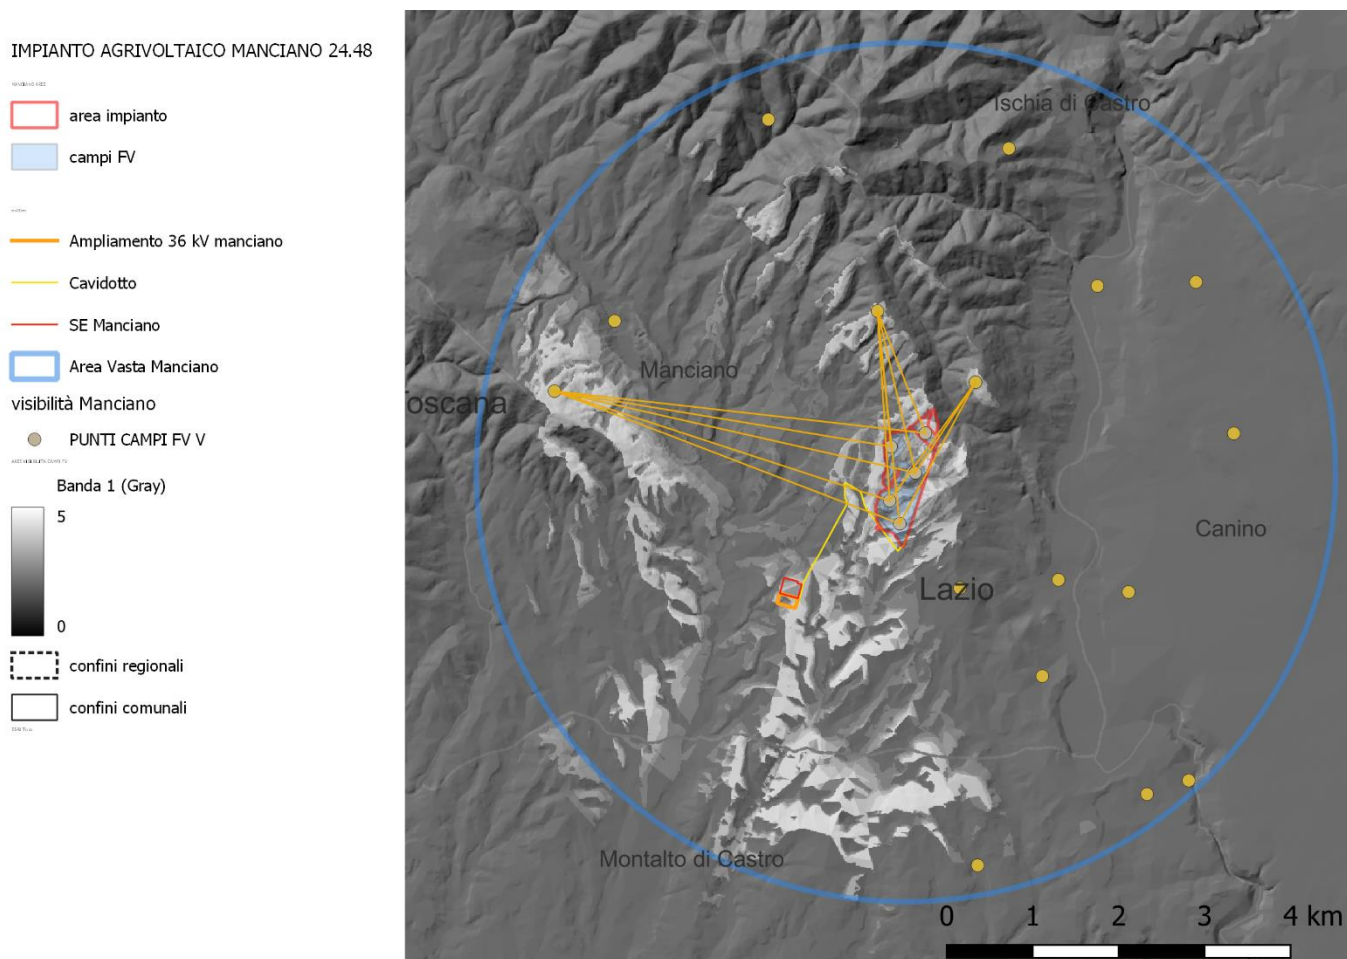 IMPIANTO AGRIVOLTAICO MANCIANO 24.48
area impianto
campi FV
Ampliamento 36 kV manciano
Cavidotto
SE Manciano
Area Vasta Manciano
visibilità Manciano
PUNTI CAMPI FV V
Banda 1 (Gray)
5
0
confini regionali
confini comunali
Ischia di Castro
Manciano
oscana
Canino
Lazio
Montalto di Castro
0 1 2 3 4 km